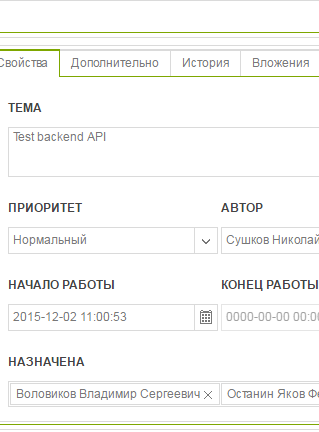 Свойства Дополнительно История Вложения
ТЕМА
Test backend API
ПРИОРИТЕТ АВТОР
Нормальный Сушков Николай
НАЧАЛО РАБОТЫ КОНЕЦ РАБОТЫ
2015-12-02 11:00:53 0000-00-00 00:00
НАЗНАЧЕНА
Воловиков Владимир Сергеевич Останин Яков